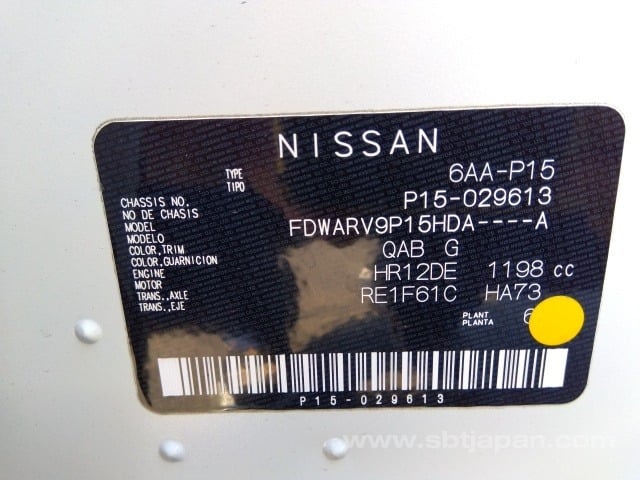 NISSAN
TYPE
TIPO 6AA-P15
CHASSIS NO. P15-029613
NO DE CHASIS
MODEL FDWARV9P15HDA----A
MODELO
COLOR,TRIM QAB G
COLOR,GUARNICION
ENGINE HR12DE 1198 cc
MOTOR
TRANS.,AXLE RE1F61C HA73
TRANS.,EJE
PLANT
PLANTA
P15-029613
www.sbtjapan.com